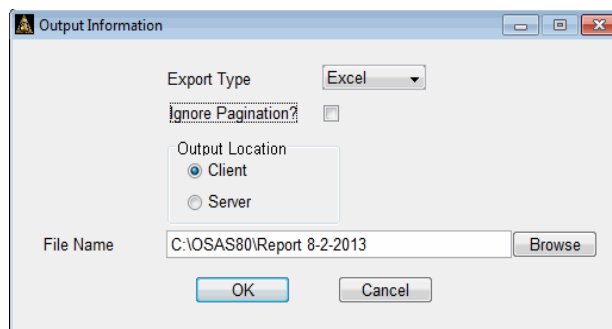 Output Information
Export Type Excel
Ignore Pagination?
Output Location
Client
Server
File Name C:\OSAS80\Report 8-2-2013 Browse
OK Cancel